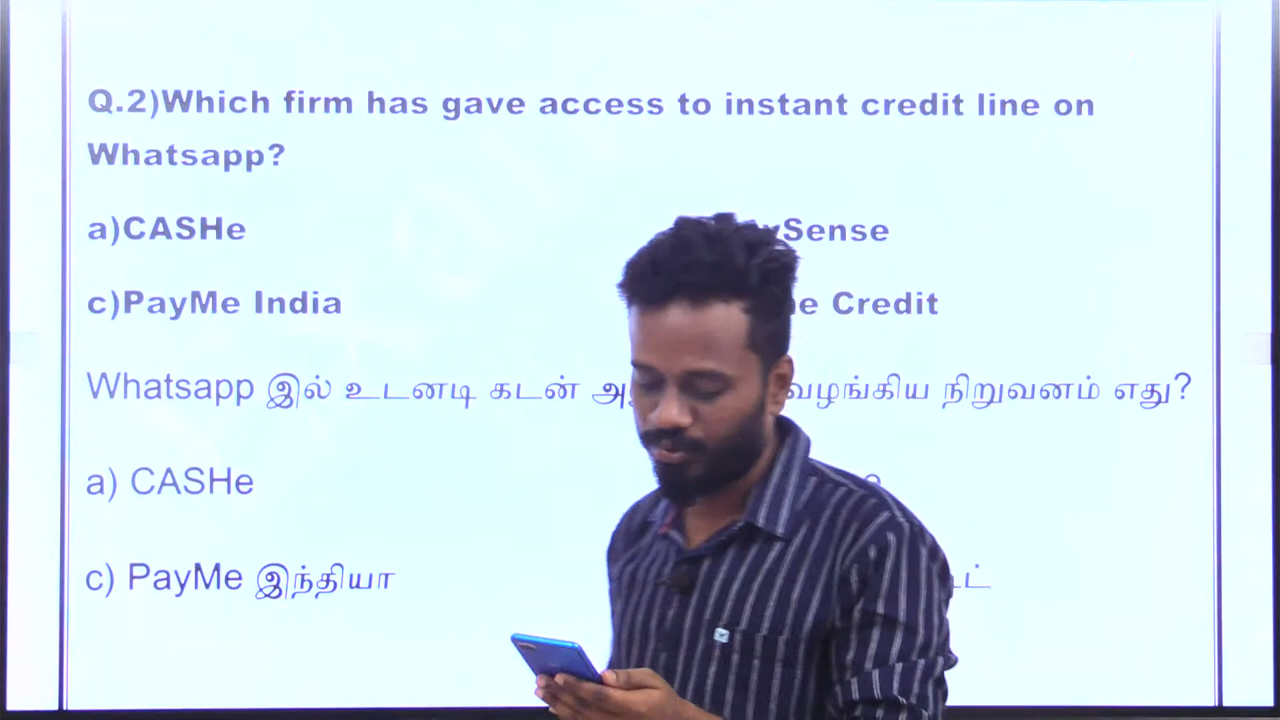 Q.2)Which firm has gave access to instant credit line on
Whatsapp?
a)CASHe
c)PayMe India Credit
Whatsapp இல் உடனடி கடன் வழங்கிய நிறுவனம் எது?
a) CASHe
c) PayMe இந்தியா